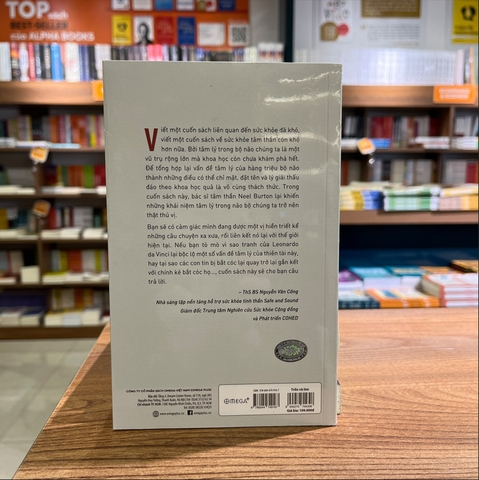 TOP sách
BEST-SELLER
của ALPHA BOOKS
Viết một cuốn sách liên quan đến sức khỏe đã khó,
viết một cuốn sách về sức khỏe tâm thần còn khó
hơn nữa. Bởi tâm lý trong bộ não chúng ta là một
vũ trụ rộng lớn mà khoa học còn chưa khám phá hết.
Để tổng hợp lại vấn đề tâm lý của hàng triệu bộ não
thành những điều có thể chỉ mặt, đặt tên và lý giải thấu
đáo theo khoa học quả là vô cùng thách thức. Trong
cuốn sách này, bác sĩ tâm thần Neel Burton lại khiến
những khái niệm tâm lý trong não bộ chúng ta trở nên
thật thú vị.
Bạn sẽ có cảm giác mình đang được một vị hiền triết kể
những câu chuyện xa xưa, rồi liên kết nó lại với thế giới
hiện tại. Nếu bạn tò mò vì sao tranh của Leonardo
da Vinci lại bộc lộ một số vấn đề tâm lý của thiên tài này,
hay tại sao các con tin bị bắt cóc lại quay trở lại gắn kết
với chính kẻ bắt cóc họ..., cuốn sách này sẽ cho bạn câu
trả lời.
– ThS BS Nguyễn Văn Công
Nhà sáng lập nền tảng hỗ trợ sức khỏe tinh thần Safe and Sound
Giám đốc Trung tâm Nghiên cứu Sức khỏe Cộng đồng
và Phát triển COHED
CÔNG TY CỔ PHẦN SÁCH OMEGA VIỆT NAM (OMEGA PLUS)
OMEGA+